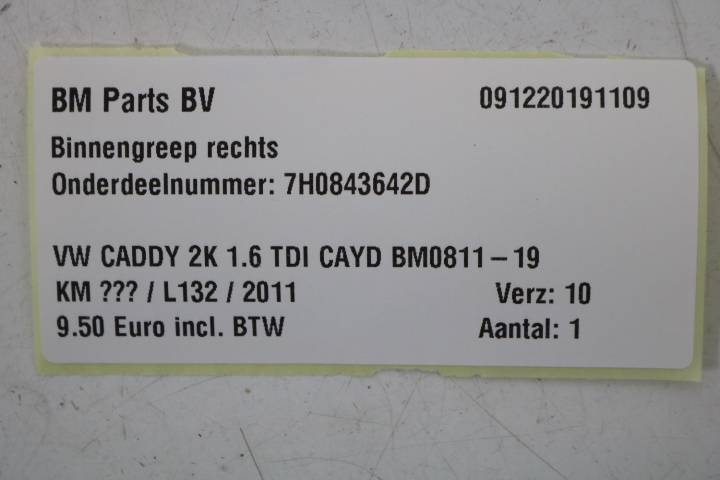 BM Parts BV 091220191109
Binnengreep rechts
Onderdeelnummer: 7H0843642D
VW CADDY 2K 1.6 TDI CAYD BM0811-19
KM ??? / L132 / 2011 Verz: 10
9.50 Euro incl. BTW Aantal: 1